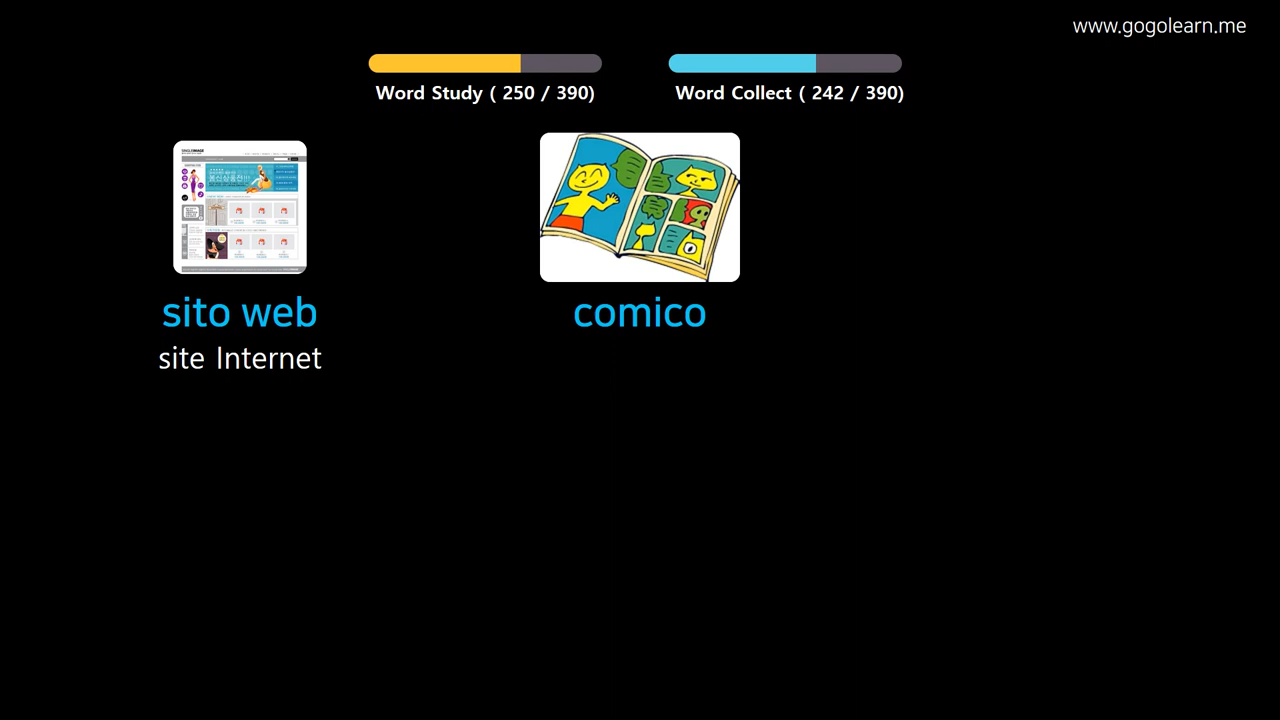 www.gogolearn.me
Word Study ( 250 / 390)
Word Collect ( 242 / 390)
sito web
site Internet
comico